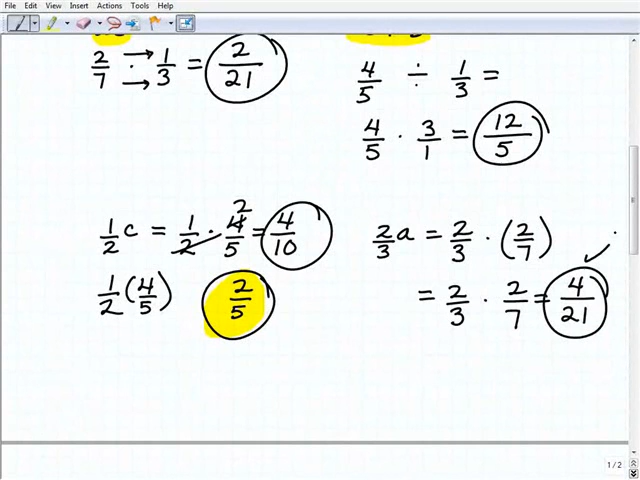 File Edit View Insert Actions Tools Help
2/7 · 1/3 = 2/21
4/5 ÷ 1/3 =
4/5 · 3/1 = 12/5
1/2 c = 1/2 · 4/5 = 4/10
2
1/2 (4/5) 2/5
2/3 a = 2/3 · (2/7)
= 2/3 · 2/7 = 4/21
1/2